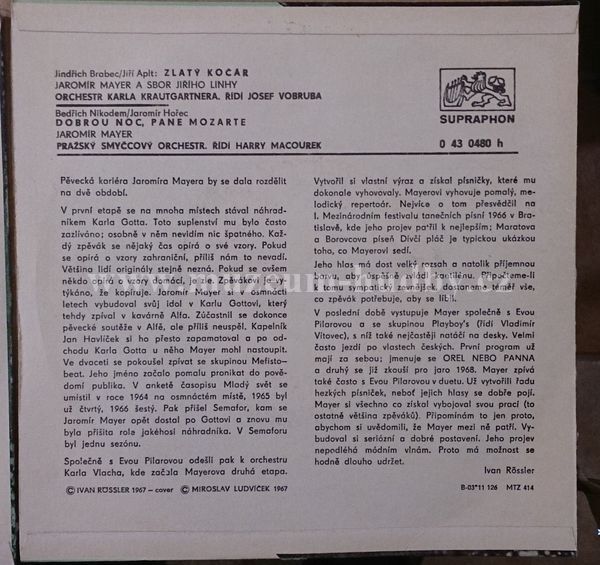 Jindřich Brabec/Jiří Aplt: ZLATÝ KOČÁR
JAROMÍR MAYER A SBOR JIŘIHO LINHY
ORCHESTR KARLA KRAUTGARTNERA. ŘÍDÍ JOSEF VOBRUBA
Bedřich Nikodem/Jaromír Hořec
DOBROU NOC, PANE MOZARTE
JAROMÍR MAYER
PRAŽSKÝ SMYČCOVÝ ORCHESTR. ŘÍDÍ HARRY MACOUREK
SUPRAPHON
0 43 0480 h
Pěvecká kariéra Jaromíra Mayera by se dala rozdělit
na dvě období.
V první etapě se na mnoha místech stával náhrad-
níkem Karla Gotta. Toto suplenství mu bylo často
zazlíváno; osobně v něm nevidím nic špatného. Kaž-
dý zpěvák se nějaký čas opírá o své vzory. Pokud
se opírá o vzory zahraniční, příliš nám to nevadí.
Většina lidí originály stejně nezná. Pokud se ovšem
někdo opírá o vzory domácí, je zle. Zpěvákovi je vy-
týkáno, že kopíruje. Jaromír Mayer si v osmnácti
letech vybudoval svůj idol v Karlu Gottovi, který
tehdy zpíval v kavárně Alfa. Zúčastnil se dokonce
pěvecké soutěže v Alfě, ale příliš neuspěl. Kapelník
Jan Havlíček si ho přesto zapamatoval a po od-
chodu Karla Gotta u něho Mayer mohl nastoupit.
Ve dvaceti se pokoušel zpívat se skupinou Mefisto-
beat. Jeho jméno začalo pomalu pronikat do pově-
domí publika. V anketě časopisu Mladý svět se
umístil v roce 1964 na osmnáctém místě, 1965 byl
už čtvrtý, 1966 šestý. Pak přišel Semafor, kam se
Jaromír Mayer opět dostal po Gottovi a znovu mu
byla přišita role jakéhosi náhradníka. V Semaforu
byl jednu sezónu.
Společně s Evou Pilarovou odešli pak k orchestru
Karla Vlacha, kde začala Mayerova druhá etapa.
© IVAN RÖSSLER 1967 – cover © MIROSLAV LUDVÍČEK 1967
Vytvořil si vlastní výraz a získal písničky, které mu
dokonale vyhovovaly. Mayerovi vyhovuje pomalý, me-
lodický repertoár. Nejvíce o tom přesvědčil na
I. Mezinárodním festivalu tanečních písní 1966 v Bra-
tislavě, kde jeho projev patřil k nejlepším; Maratova
a Borovcova píseň Dívčí pláč je typickou ukázkou
toho, co Mayerovi sedí.
Jeho hlas má dost velký rozsah a natolik příjemnou
barvu, aby úspěšně zvládl kantilénu. Připočteme-li
k tomu sympatický zevnějšek, dostaneme téměř vše,
co zpěvák potřebuje, aby se líbil.
V poslední době vystupuje Mayer společně s Evou
Pilarovou a se skupinou Playboy's (řídí Vladimír
Vítovec), s níž také nejčastěji natáčí na desky. Velmi
často jezdí po vlastech českých. První program už
mají za sebou; jmenuje se OREL NEBO PANNA
a druhý se již zkouší pro jaro 1968. Mayer zpívá
také často s Evou Pilarovou v duetu. Už vytvořili řadu
hezkých písniček, neboť jejich hlasy se dobře pojí.
Mayer si všechno co získal vybojoval svou prací (to
ostatně většina zpěváků). Připomínám to jen proto,
abychom si uvědomili, že Mayer mezi ně patří. Vy-
budoval si seriózní a dobré postavení. Jeho projev
nepodléhá módním vlnám. Proto má možnost se
hodně dlouho udržet.
Ivan Rössler
B-03*11 126 MTZ 414